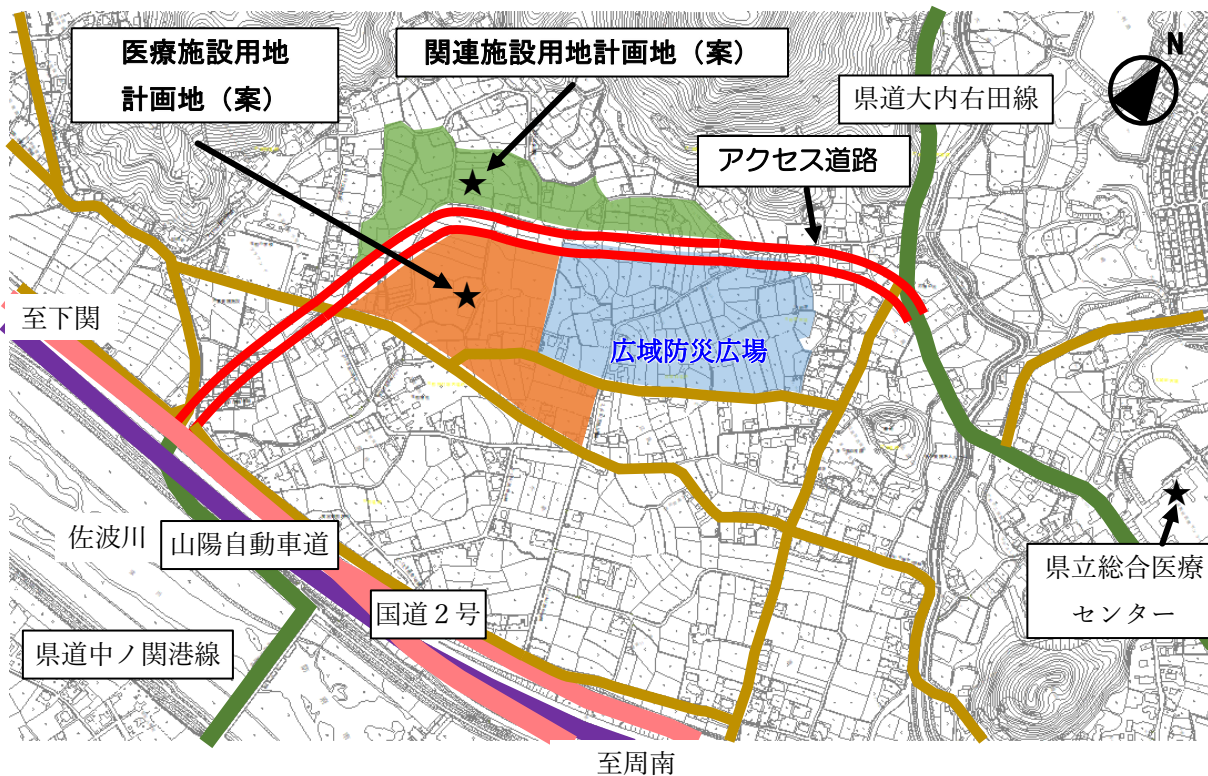 医療施設用地
計画地（案）
関連施設用地計画地（案）
N
県道大内右田線
アクセス道路
至下関
広域防災広場
佐波川
山陽自動車道
県立総合医療
センター
国道２号
県道中ノ関港線
至周南